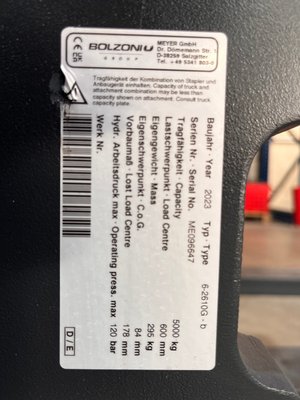 BOLZONI
GROUP
MEYER GmbH
Dr. Dörnemann Str.
D-38259 Salzgitter
Tel. +49 5341 803-0
Tragfähigkeit der Kombination von Stapler und
Anbaugerät einhalten. Capacity of truck and
attachment combination may be less than
capacity shown on attachment. Consult truck
capacity plate.
Baujahr · Year 2023 Typ · Type 6-2610G - b
Serien Nr. · Serial No. ME096647
Tragfähigkeit · Capacity 5000 kg
Lastschwerpunkt · Load Centre 600 mm
Eigengewicht · Mass 295 kg
Eigenschwerpunkt · C.o.G. 84 mm
Vorbaumaß · Lost Load Centre 178 mm
Hydr. Arbeitsdruck max · Operating press. max 120 bar
Werk Nr.
D / E